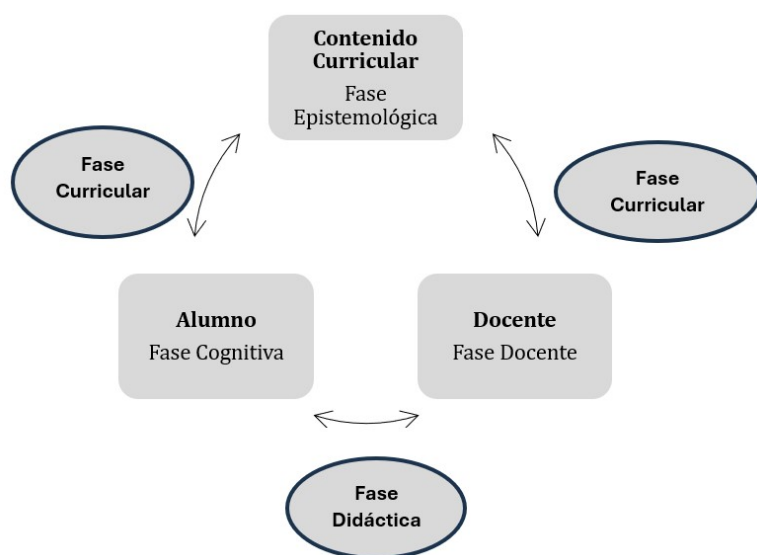 Contenido
Curricular
Fase
Epistemológica
Fase
Curricular
Fase
Curricular
Alumno
Fase Cognitiva
Docente
Fase Docente
Fase
Didáctica